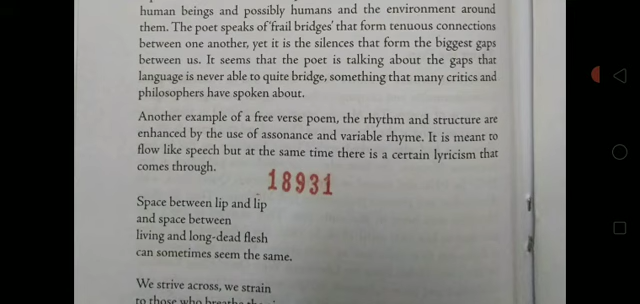 human beings and possibly humans and the environment around
them. The poet speaks of 'frail bridges' that form tenuous connections
between one another, yet it is the silences that form the biggest gaps
between us. It seems that the poet is talking about the gaps that
language is never able to quite bridge, something that many critics and
philosophers have spoken about.
Another example of a free verse poem, the rhythm and structure are
enhanced by the use of assonance and variable rhyme. It is meant to
flow like speech but at the same time there is a certain lyricism that
comes through.
18931
Space between lip and lip
and space between
living and long-dead flesh
can sometimes seem the same.
We strive across, we strain
to those who breathe